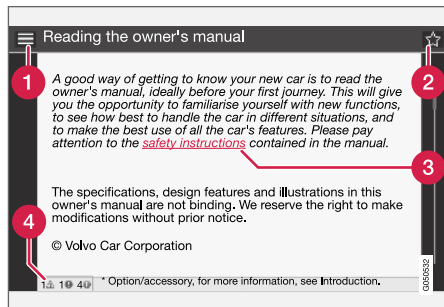 Reading the owner's manual
1
2
A good way of getting to know your new car is to read the
owner's manual, ideally before your first journey. This will give
you the opportunity to familiarise yourself with new functions,
to see how best to handle the car in different situations, and
to make the best use of all the car's features. Please pay
attention to the safety instructions contained in the manual.
3
The specifications, design features and illustrations in this
owner's manual are not binding. We reserve the right to make
modifications without prior notice.
4
© Volvo Car Corporation
1 1 4 * Option/accessory, for more information, see Introduction.
G050532